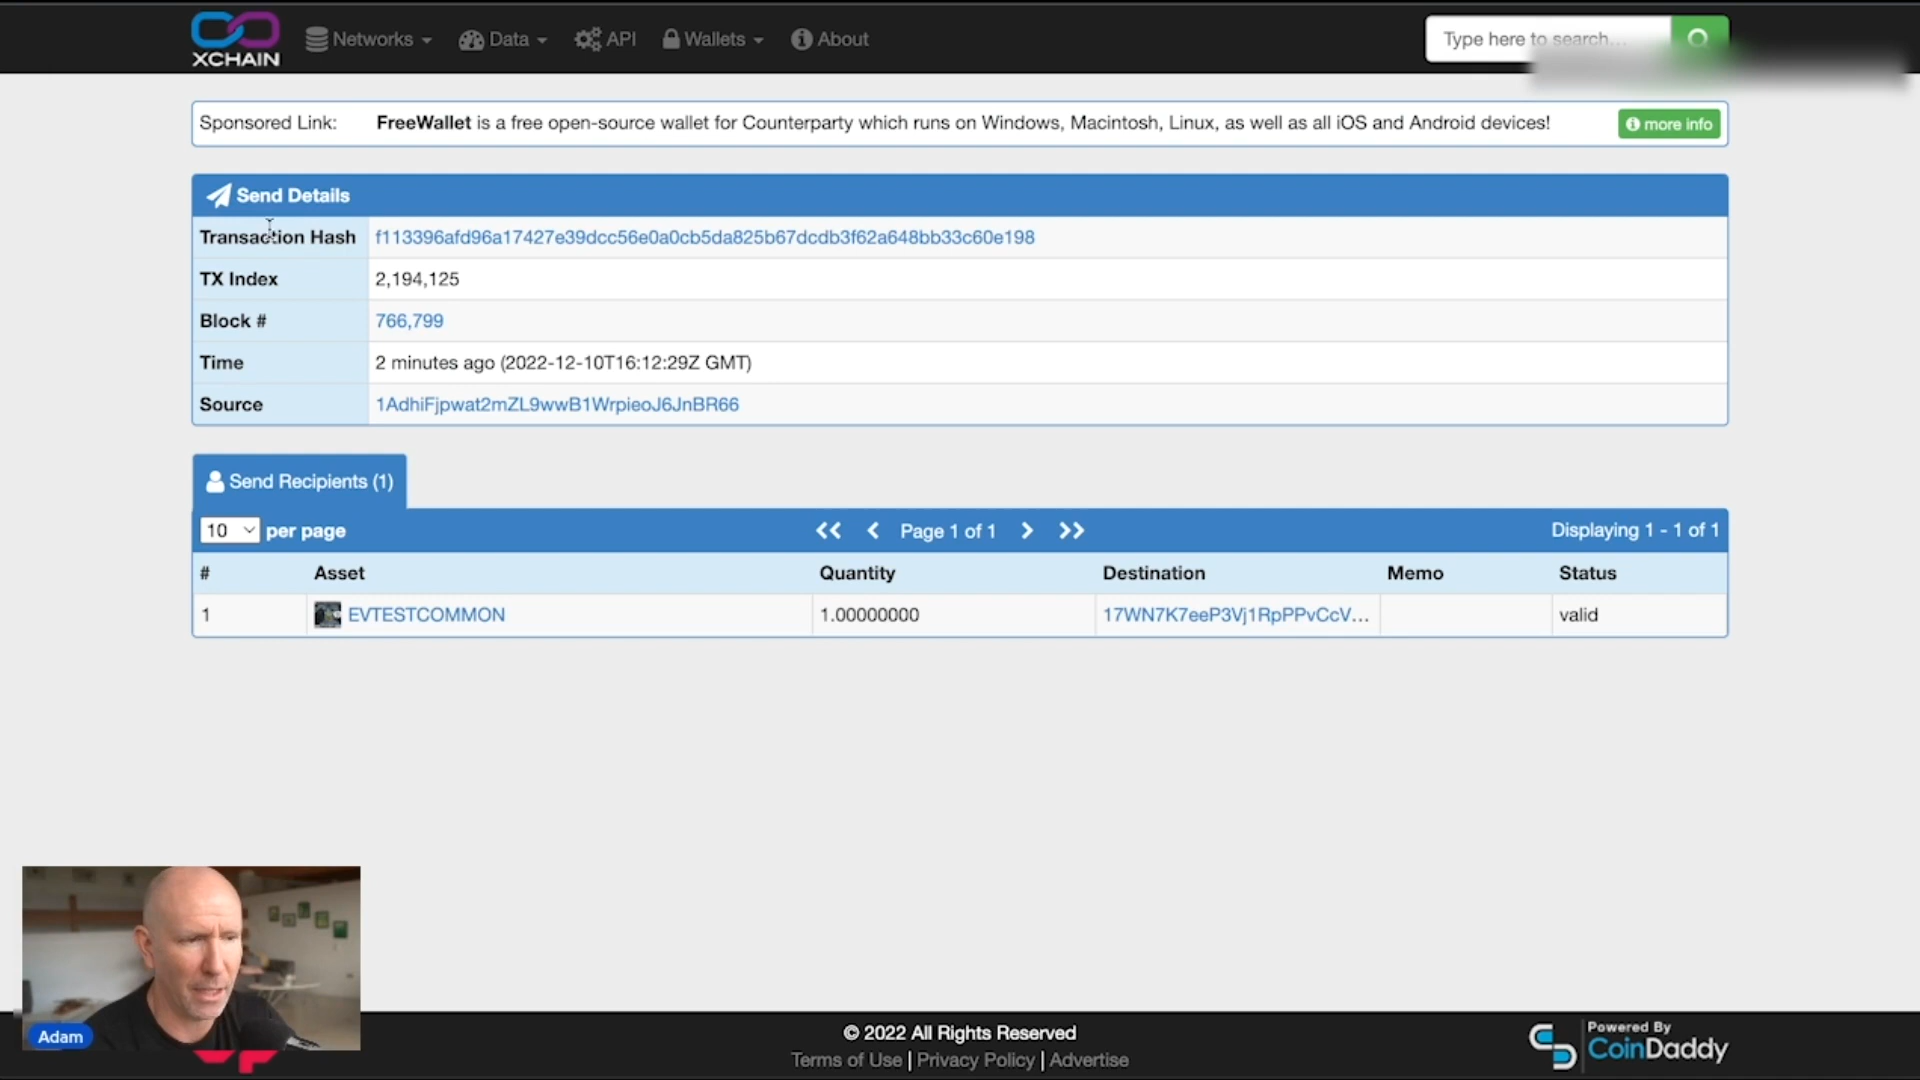 XCHAIN
Networks
Data
API
Wallets
About
Type here to search...
Sponsored Link: FreeWallet is a free open-source wallet for Counterparty which runs on Windows, Macintosh, Linux, as well as all iOS and Android devices! more info
Send Details
Transaction Hash f113396afd96a17427e39dcc56e0a0cb5da825b67dcdb3f62a648bb33c60e198
TX Index 2,194,125
Block # 766,799
Time 2 minutes ago (2022-12-10T16:12:29Z GMT)
Source 1AdhiFjpwat2mZL9wwB1WrpieoJ6JnBR66
Send Recipients (1)
10 per page Page 1 of 1 Displaying 1 - 1 of 1
# Asset Quantity Destination Memo Status
1 EVTESTCOMMON 1.00000000 17WN7K7eeP3Vj1RpPPvCcV... valid
Adam
© 2022 All Rights Reserved
Terms of Use | Privacy Policy | Advertise
Powered By
CoinDaddy